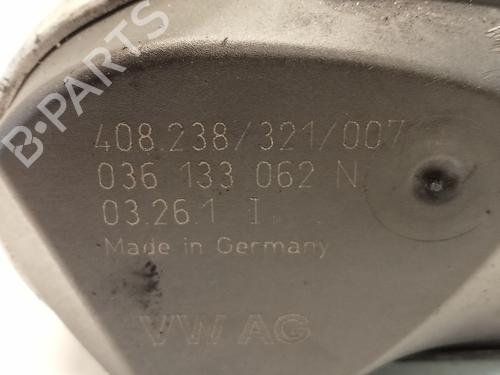 B-PARTS
408.238/321/007
036 133 062 N
03.26.1 I
Made in Germany
VW AG